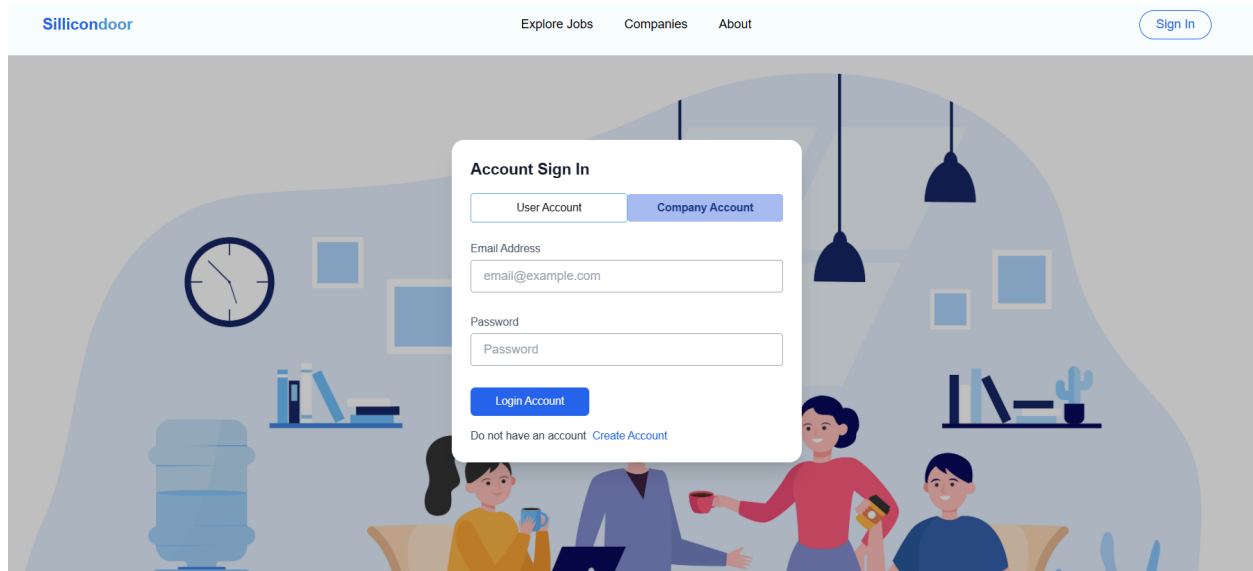 Sillicondoor Explore Jobs Companies About Sign In
Account Sign In
User Account Company Account
Email Address
email@example.com
Password
Password
Login Account
Do not have an account Create Account